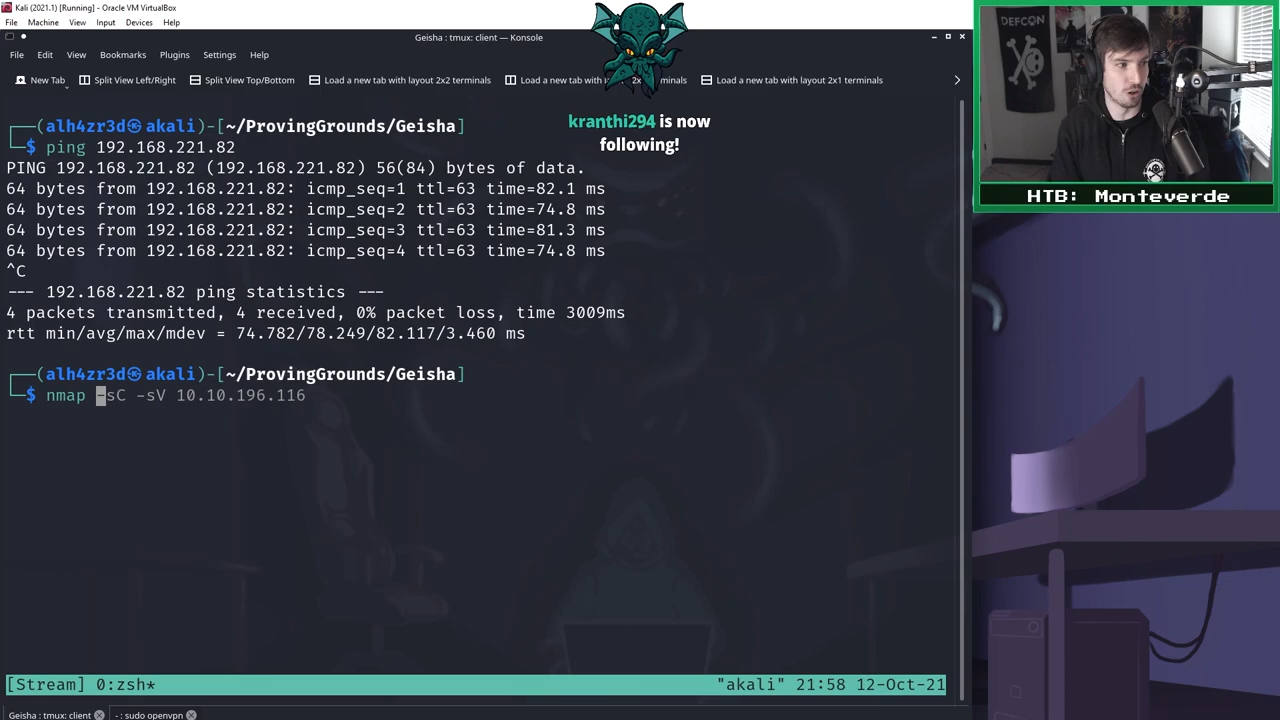 Kali (2021.1) [Running] - Oracle VM VirtualBox
File Machine View Input Devices Help
Geisha : tmux: client — Konsole
File Edit View Bookmarks Plugins Settings Help
New Tab Split View Left/Right Split View Top/Bottom Load a new tab with layout 2x2 terminals Load a new tab with layout 2x1 terminals
kranthi294 is now
following!
┌──(alh4zr3d㉿akali)-[~/ProvingGrounds/Geisha]
└─$ ping 192.168.221.82
PING 192.168.221.82 (192.168.221.82) 56(84) bytes of data.
64 bytes from 192.168.221.82: icmp_seq=1 ttl=63 time=82.1 ms
64 bytes from 192.168.221.82: icmp_seq=2 ttl=63 time=74.8 ms
64 bytes from 192.168.221.82: icmp_seq=3 ttl=63 time=81.3 ms
64 bytes from 192.168.221.82: icmp_seq=4 ttl=63 time=74.8 ms
^C
--- 192.168.221.82 ping statistics ---
4 packets transmitted, 4 received, 0% packet loss, time 3009ms
rtt min/avg/max/mdev = 74.782/78.249/82.117/3.460 ms
┌──(alh4zr3d㉿akali)-[~/ProvingGrounds/Geisha]
└─$ nmap -sC -sV 10.10.196.116
[Stream] 0:zsh* "akali" 21:58 12-Oct-21
Geisha : tmux: client - : sudo openvpn
DEFCON
HTB: Monteverde